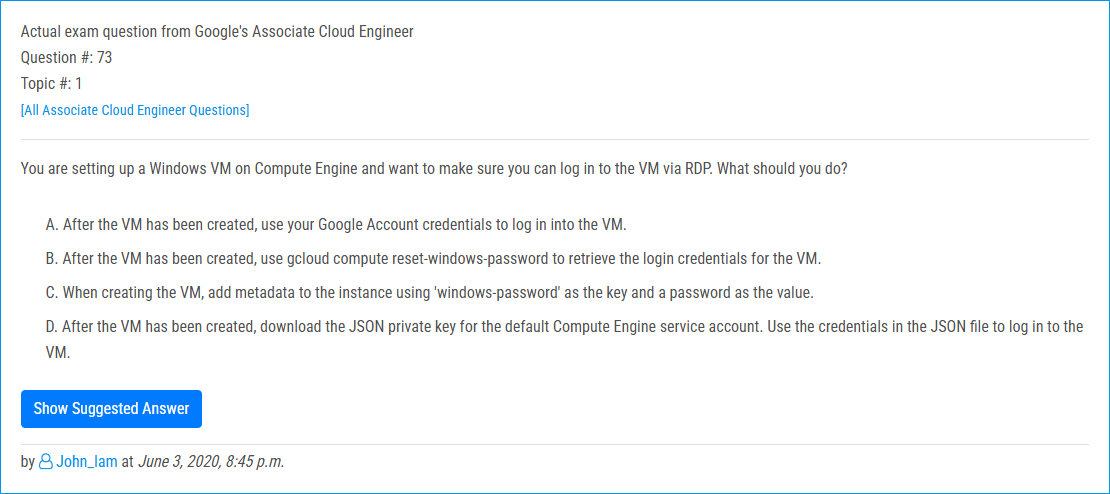 Actual exam question from Google's Associate Cloud Engineer
Question #: 73
Topic #: 1
[All Associate Cloud Engineer Questions]
You are setting up a Windows VM on Compute Engine and want to make sure you can log in to the VM via RDP. What should you do?
A. After the VM has been created, use your Google Account credentials to log in into the VM.
B. After the VM has been created, use gcloud compute reset-windows-password to retrieve the login credentials for the VM.
C. When creating the VM, add metadata to the instance using 'windows-password' as the key and a password as the value.
D. After the VM has been created, download the JSON private key for the default Compute Engine service account. Use the credentials in the JSON file to log in to the
VM.
Show Suggested Answer
by John_lam at June 3, 2020, 8:45 p.m.